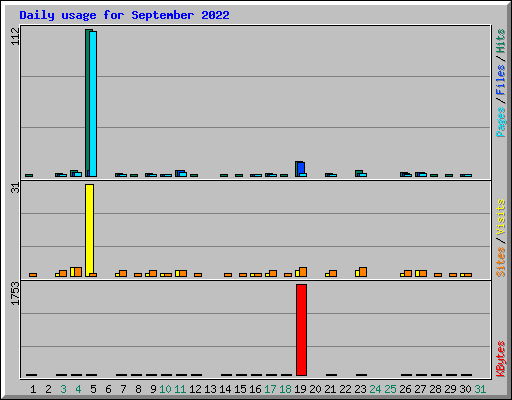 Daily usage for September 2022
112
Pages / Files / Hits
31
Sites / Visits
1753
KBytes
1 2 3 4 5 6 7 8 9 10 11 12 13 14 15 16 17 18 19 20 21 22 23 24 25 26 27 28 29 30 31